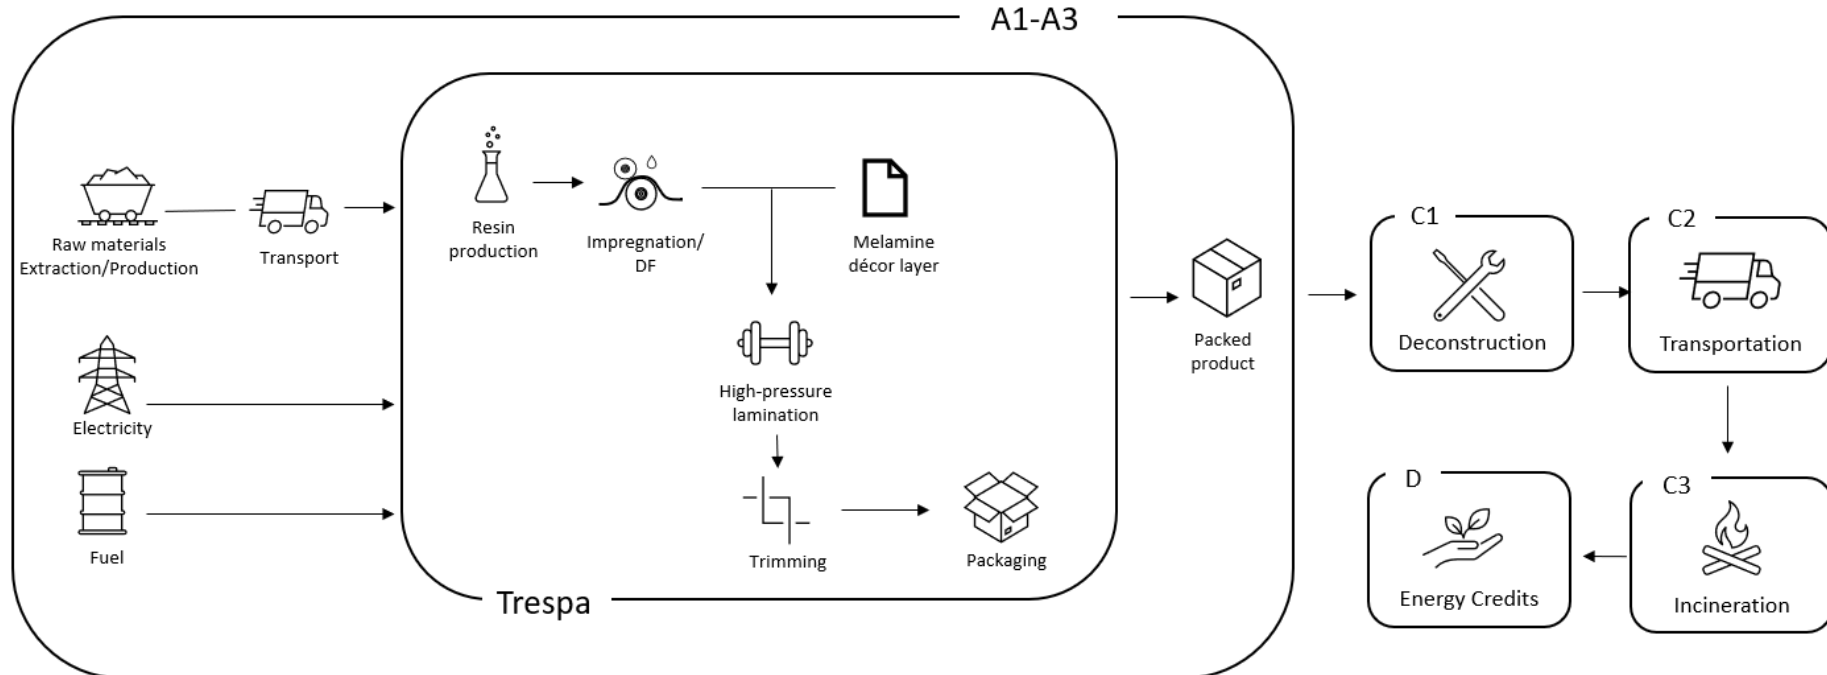 A1-A3
Raw materials
Extraction/Production
Transport
Electricity
Fuel
Resin
production
Impregnation/
DF
Melamine
décor layer
High-pressure
lamination
Trimming
Packaging
Trespa
Packed
product
C1
Deconstruction
C2
Transportation
C3
Incineration
D
Energy Credits